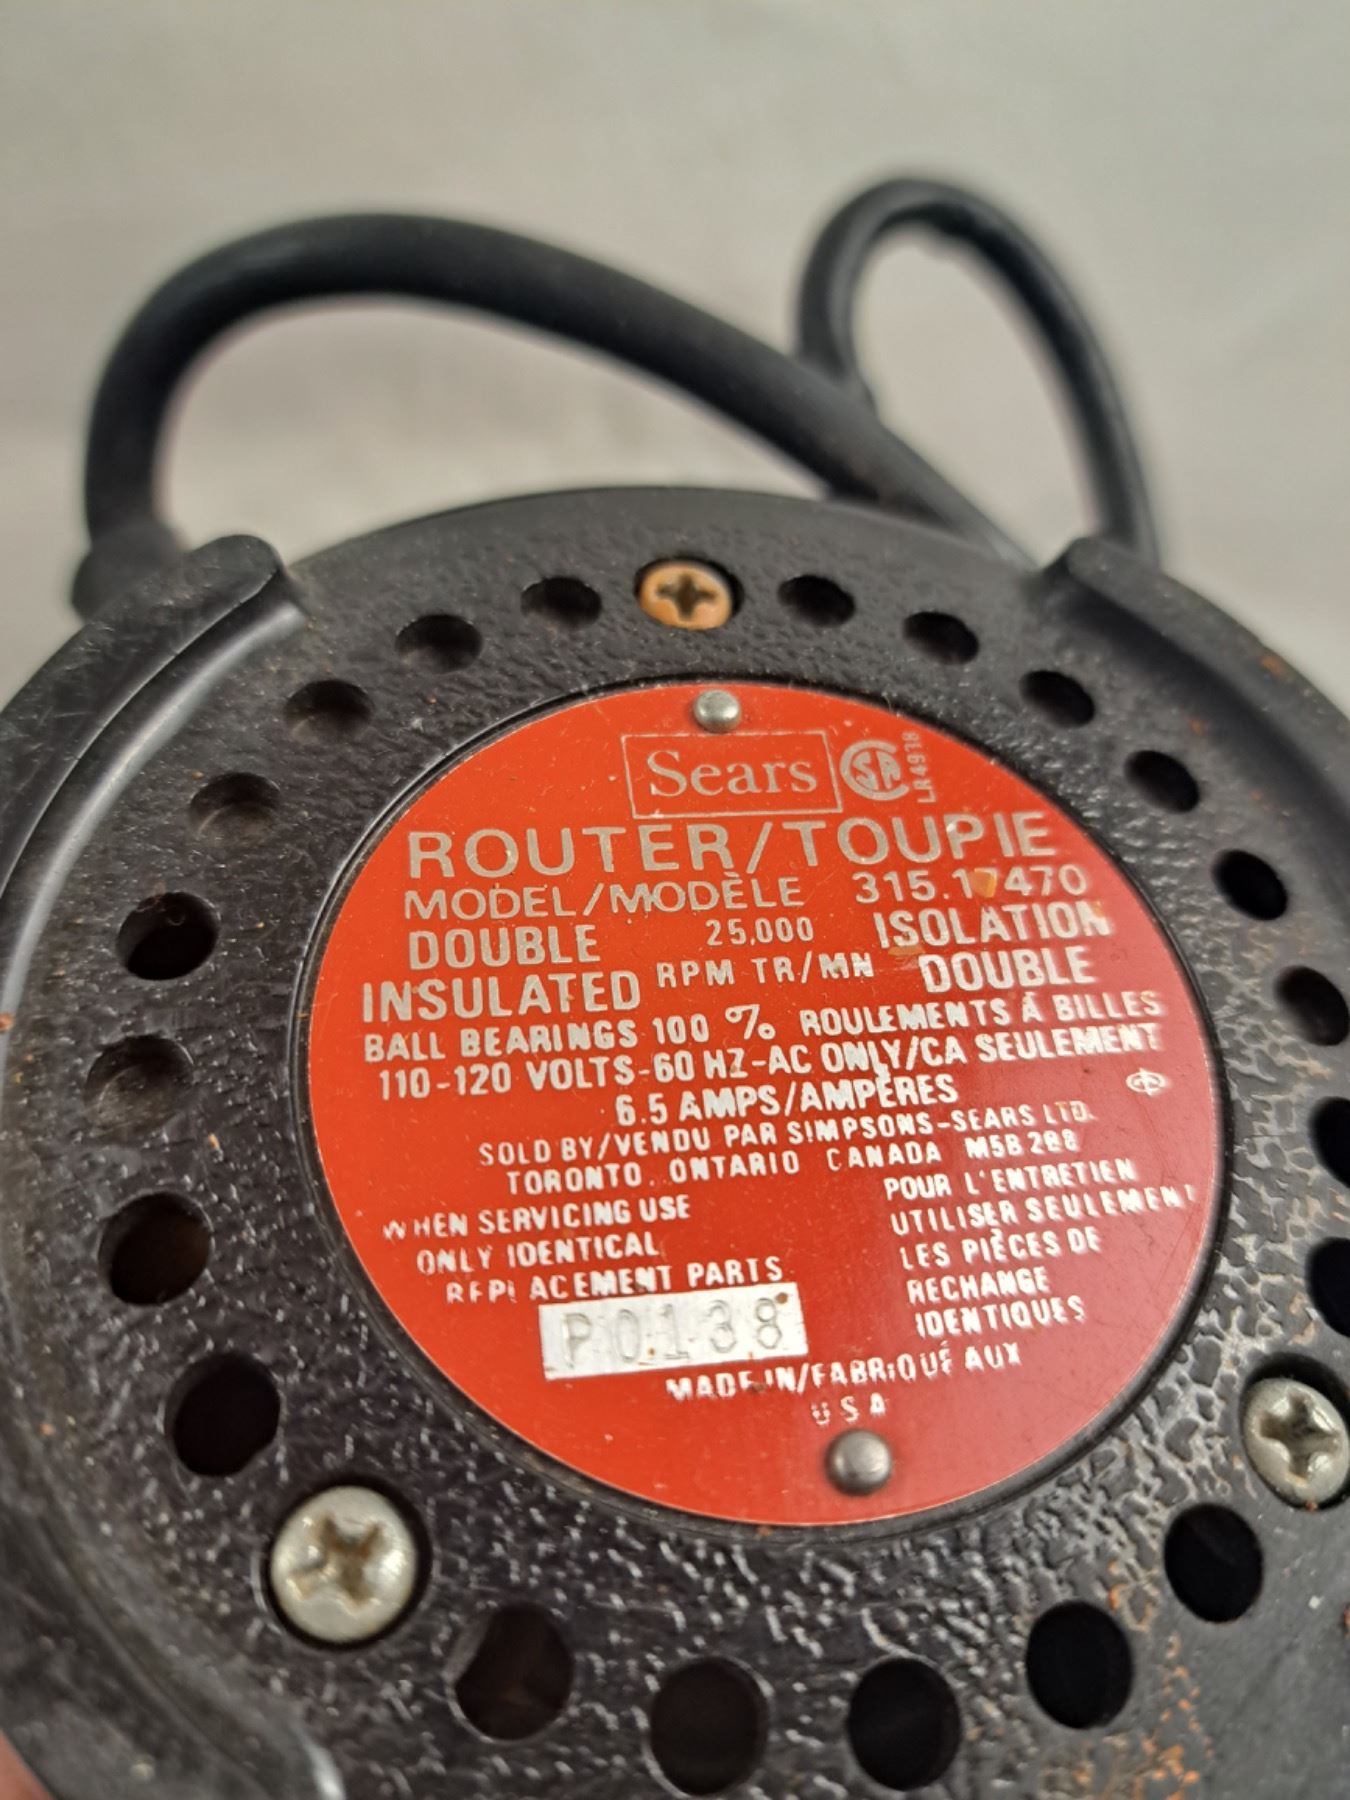 Sears
LR4918
ROUTER/TOUPIE
MODEL/MODÈLE 315.17470
DOUBLE INSULATED
25,000
RPM TR/MN
ISOLATION DOUBLE
BALL BEARINGS 100 % ROULEMENTS À BILLES
110-120 VOLTS-60 HZ-AC ONLY/CA SEULEMENT
6.5 AMPS/AMPÈRES
SOLD BY/VENDU PAR SIMPSONS-SEARS LTD.
TORONTO. ONTARIO CANADA M5B 2B8
WHEN SERVICING USE
ONLY IDENTICAL
REPLACEMENT PARTS
POUR L'ENTRETIEN
UTILISER SEULEMENT
LES PIÈCES DE
RECHANGE
IDENTIQUES
P0138
MADE IN/FABRIQUÉ AUX
USA